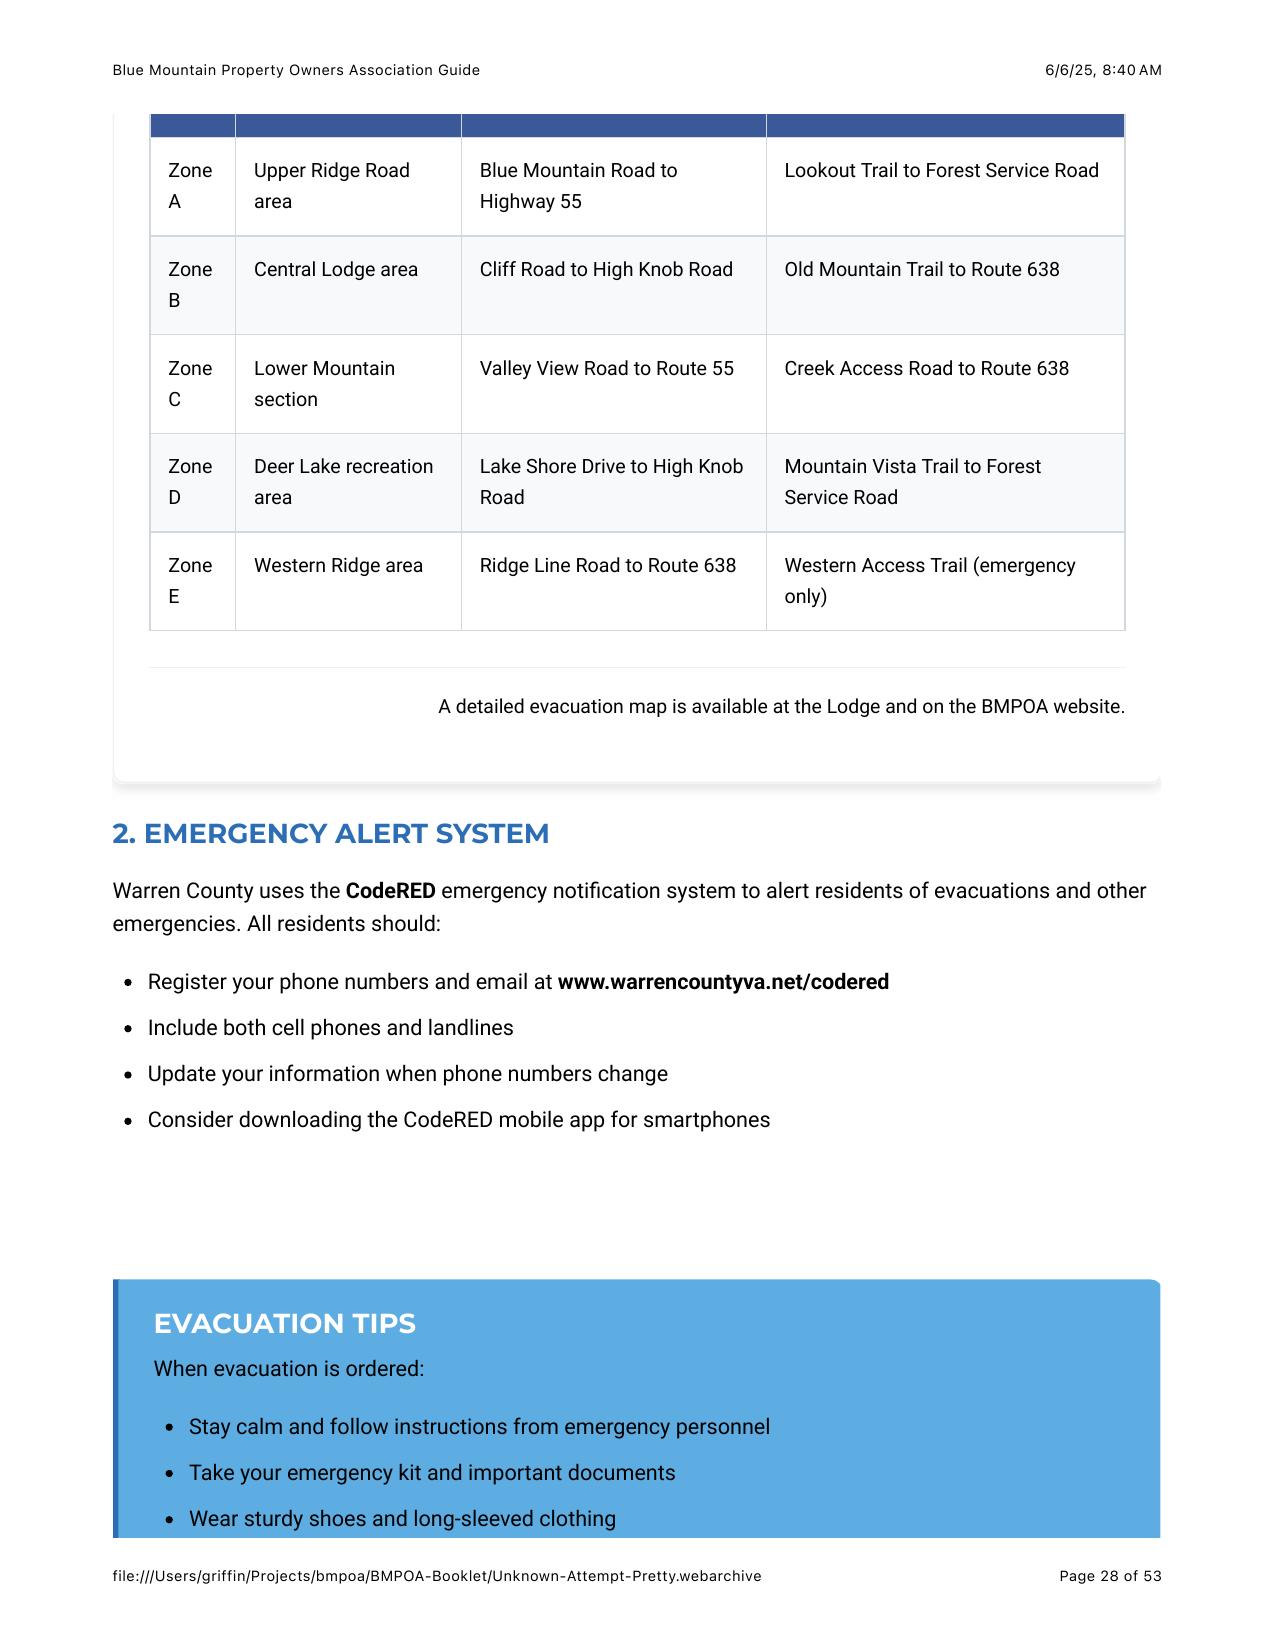 Blue Mountain Property Owners Association Guide 6/6/25, 8:40 AM
Zone A Upper Ridge Road area Blue Mountain Road to Highway 55 Lookout Trail to Forest Service Road
Zone B Central Lodge area Cliff Road to High Knob Road Old Mountain Trail to Route 638
Zone C Lower Mountain section Valley View Road to Route 55 Creek Access Road to Route 638
Zone D Deer Lake recreation area Lake Shore Drive to High Knob Road Mountain Vista Trail to Forest Service Road
Zone E Western Ridge area Ridge Line Road to Route 638 Western Access Trail (emergency only)
A detailed evacuation map is available at the Lodge and on the BMPOA website.
2. EMERGENCY ALERT SYSTEM
Warren County uses the CodeRED emergency notification system to alert residents of evacuations and other
emergencies. All residents should:
• Register your phone numbers and email at www.warrencountyva.net/codered
• Include both cell phones and landlines
• Update your information when phone numbers change
• Consider downloading the CodeRED mobile app for smartphones
EVACUATION TIPS
When evacuation is ordered:
• Stay calm and follow instructions from emergency personnel
• Take your emergency kit and important documents
• Wear sturdy shoes and long-sleeved clothing
file:///Users/griffin/Projects/bmpoa/BMPOA-Booklet/Unknown-Attempt-Pretty.webarchive Page 28 of 53